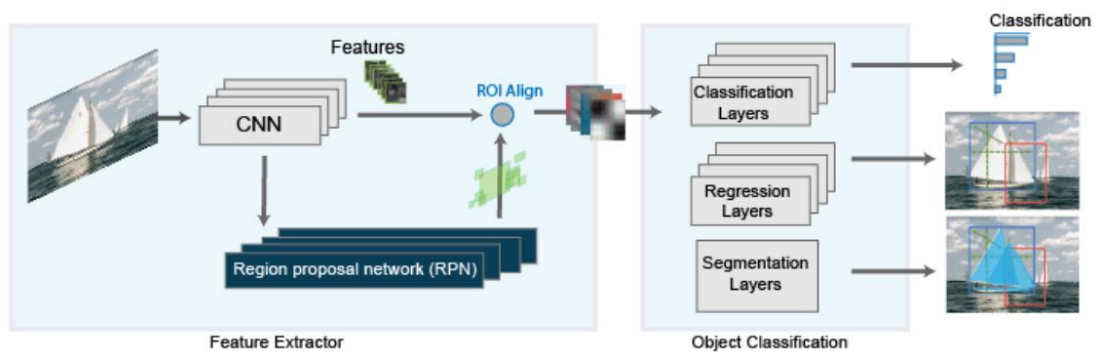 Classification
Features
ROI Align
CNN
Classification
Layers
Regression
Layers
Region proposal network (RPN)
Segmentation
Layers
Feature Extractor
Object Classification